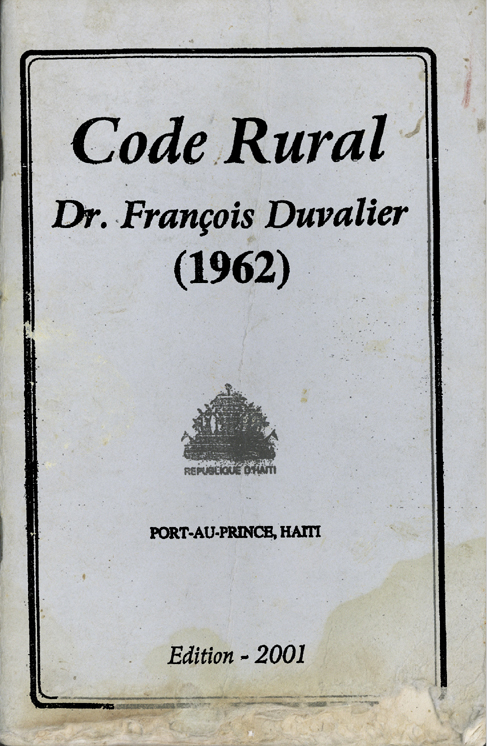 Code Rural
Dr. François Duvalier
(1962)
REPUBLIQUE D'HAITI
PORT-AU-PRINCE, HAITI
Edition - 2001